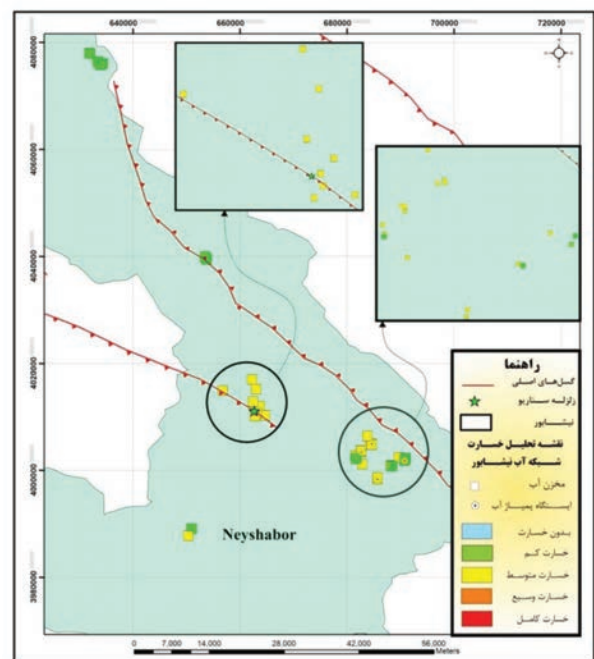 640000 660000 680000 700000 720000
4080000
4060000
4040000
4020000
4000000
3980000
Neyshabor
راهنما
گسل‌های اصلی
زلزله سناریو
نیشابور
نقشه تحلیل خسارت
شبکه آب نیشابور
مخزن آب
ایستگاه پمپاژ آب
بدون خسارت
خسارت کم
خسارت متوسط
خسارت وسیع
خسارت کامل
0 7,000 14,000 28,000 42,000 56,000
Meters